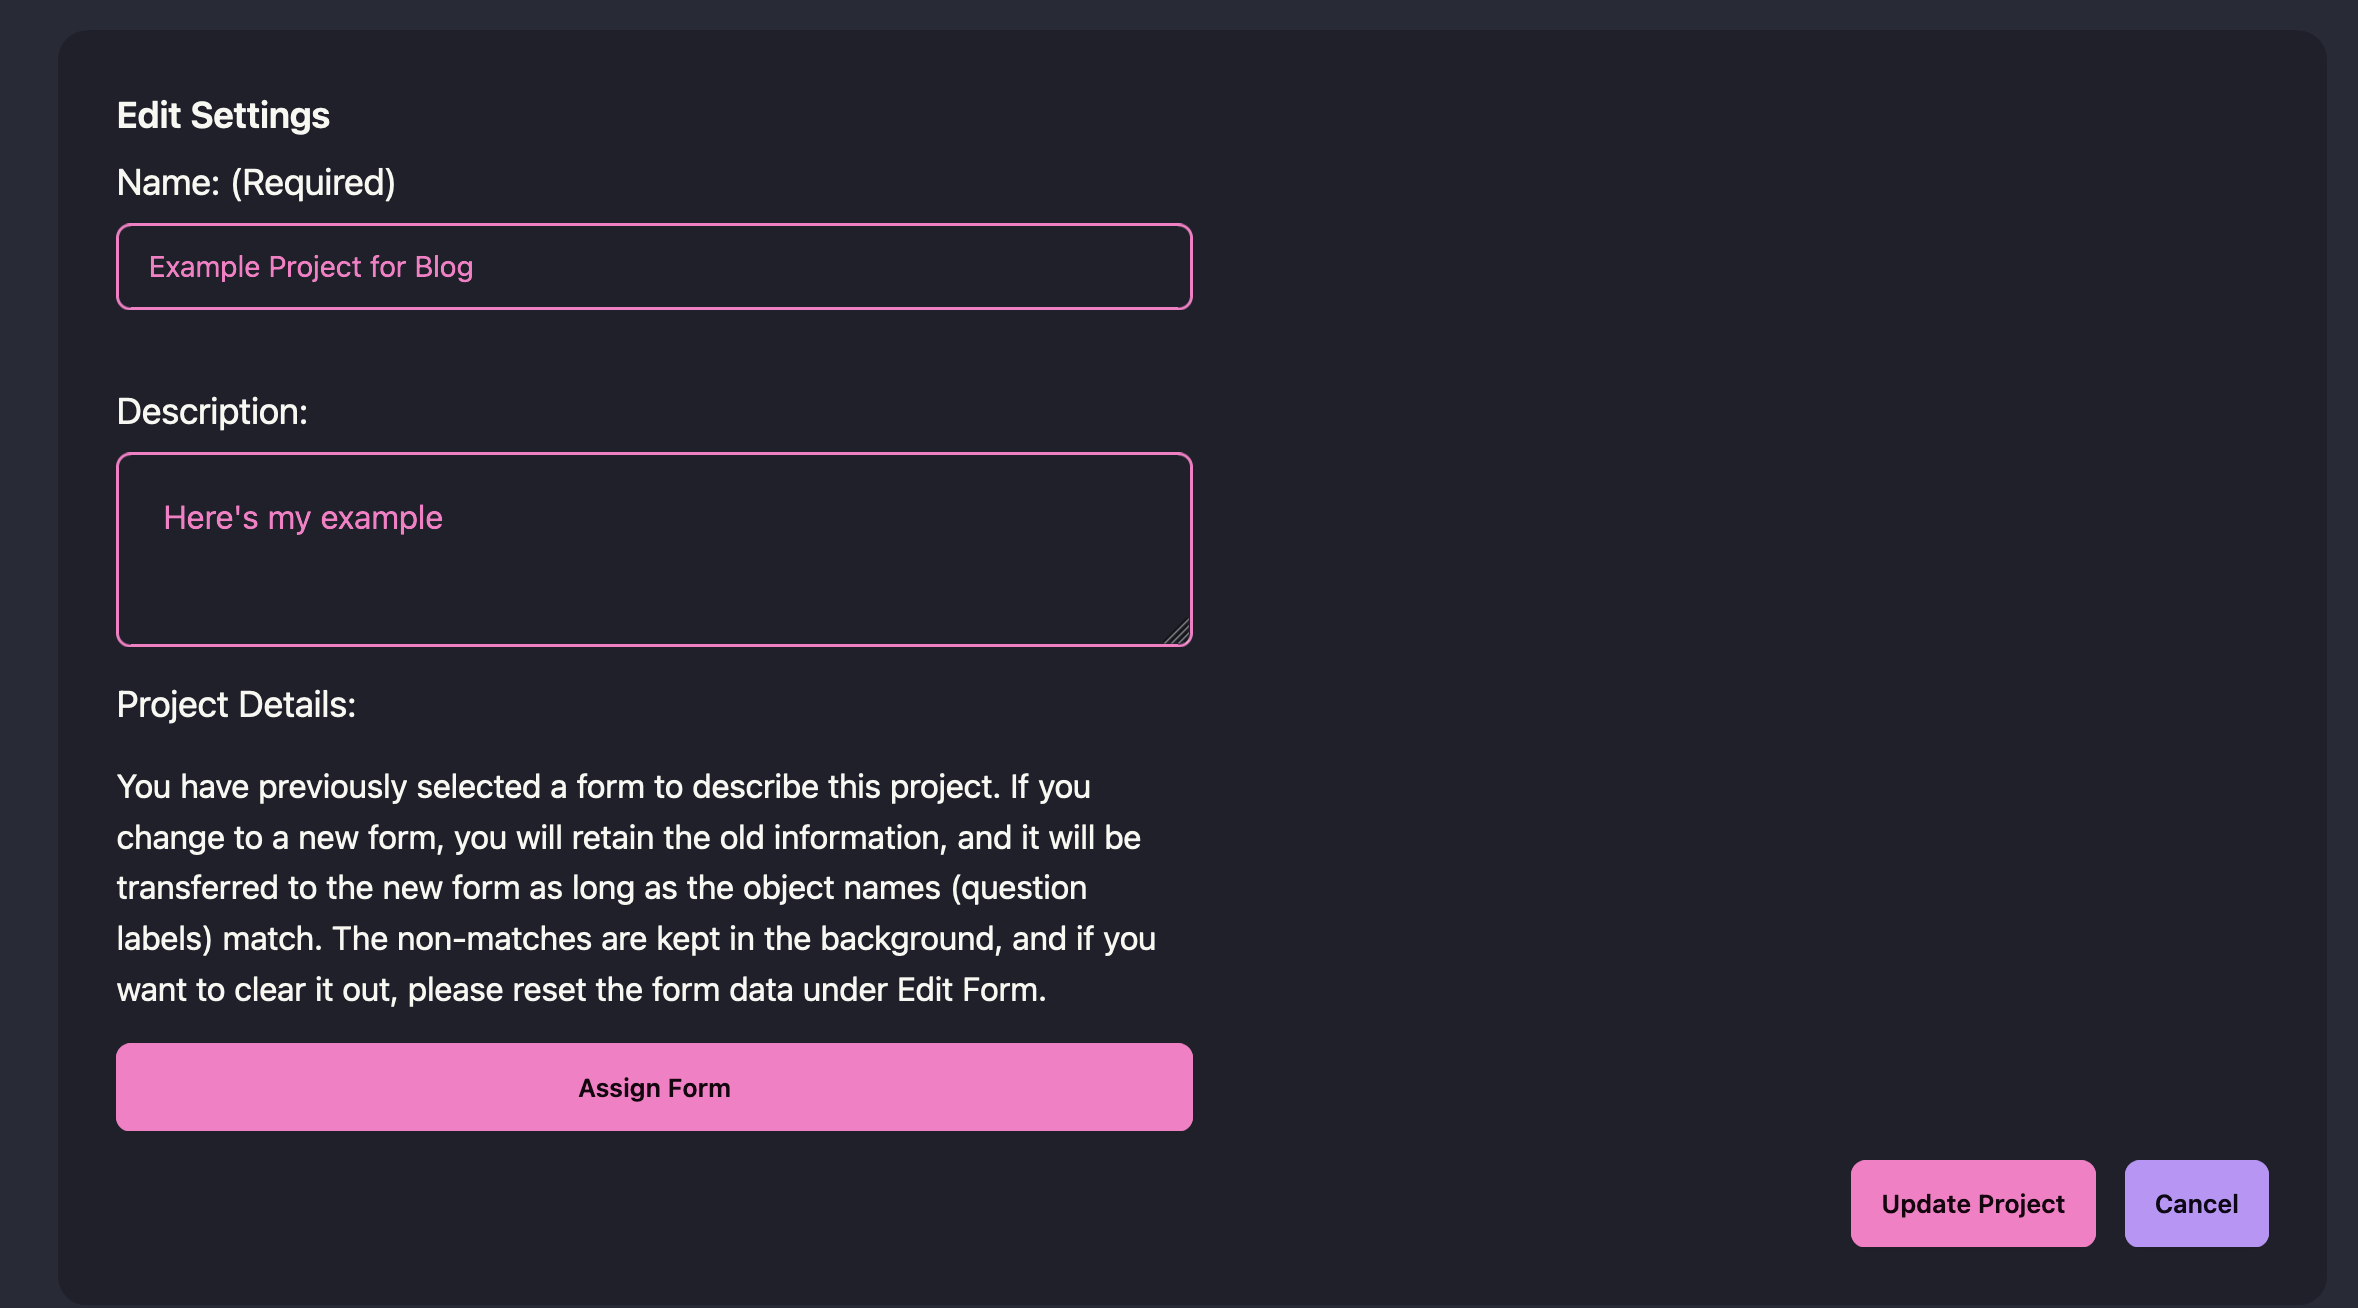 Edit Settings
Name: (Required)
Example Project for Blog
Description:
Here's my example
Project Details:
You have previously selected a form to describe this project. If you
change to a new form, you will retain the old information, and it will be
transferred to the new form as long as the object names (question
labels) match. The non-matches are kept in the background, and if you
want to clear it out, please reset the form data under Edit Form.
Assign Form
Update Project
Cancel